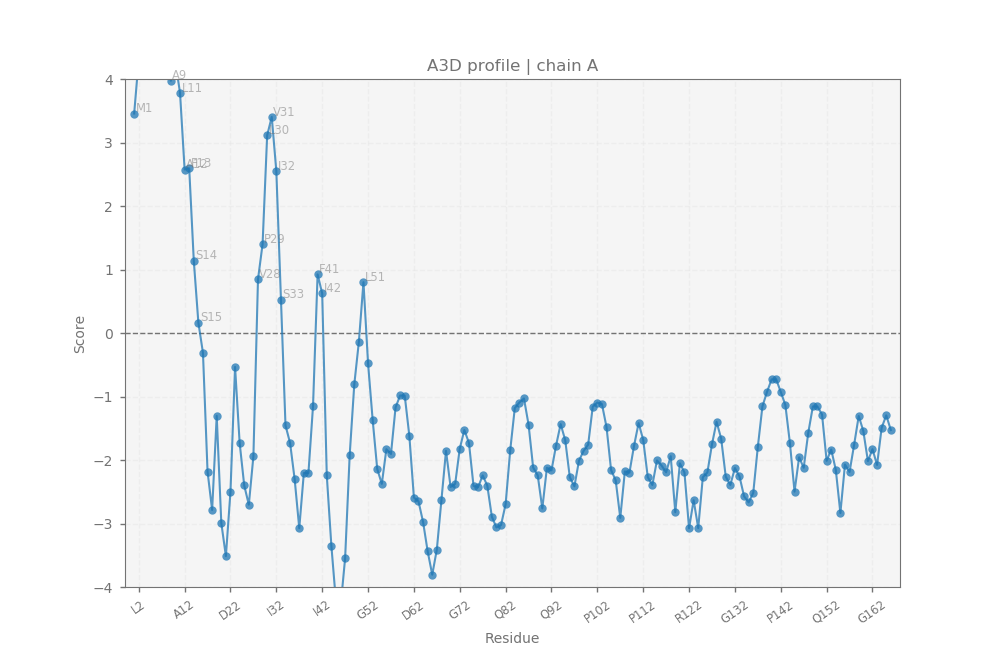 A3D profile | chain A
4
3
2
1
0
−1
−2
−3
−4
Score
M1
A9
L11
S14
S15
V28
P29
V31
I32
S33
F41
I42
L51
L2
A12
D22
I32
I42
G52
D62
G72
Q82
Q92
P102
P112
R122
G132
P142
Q152
G162
Residue